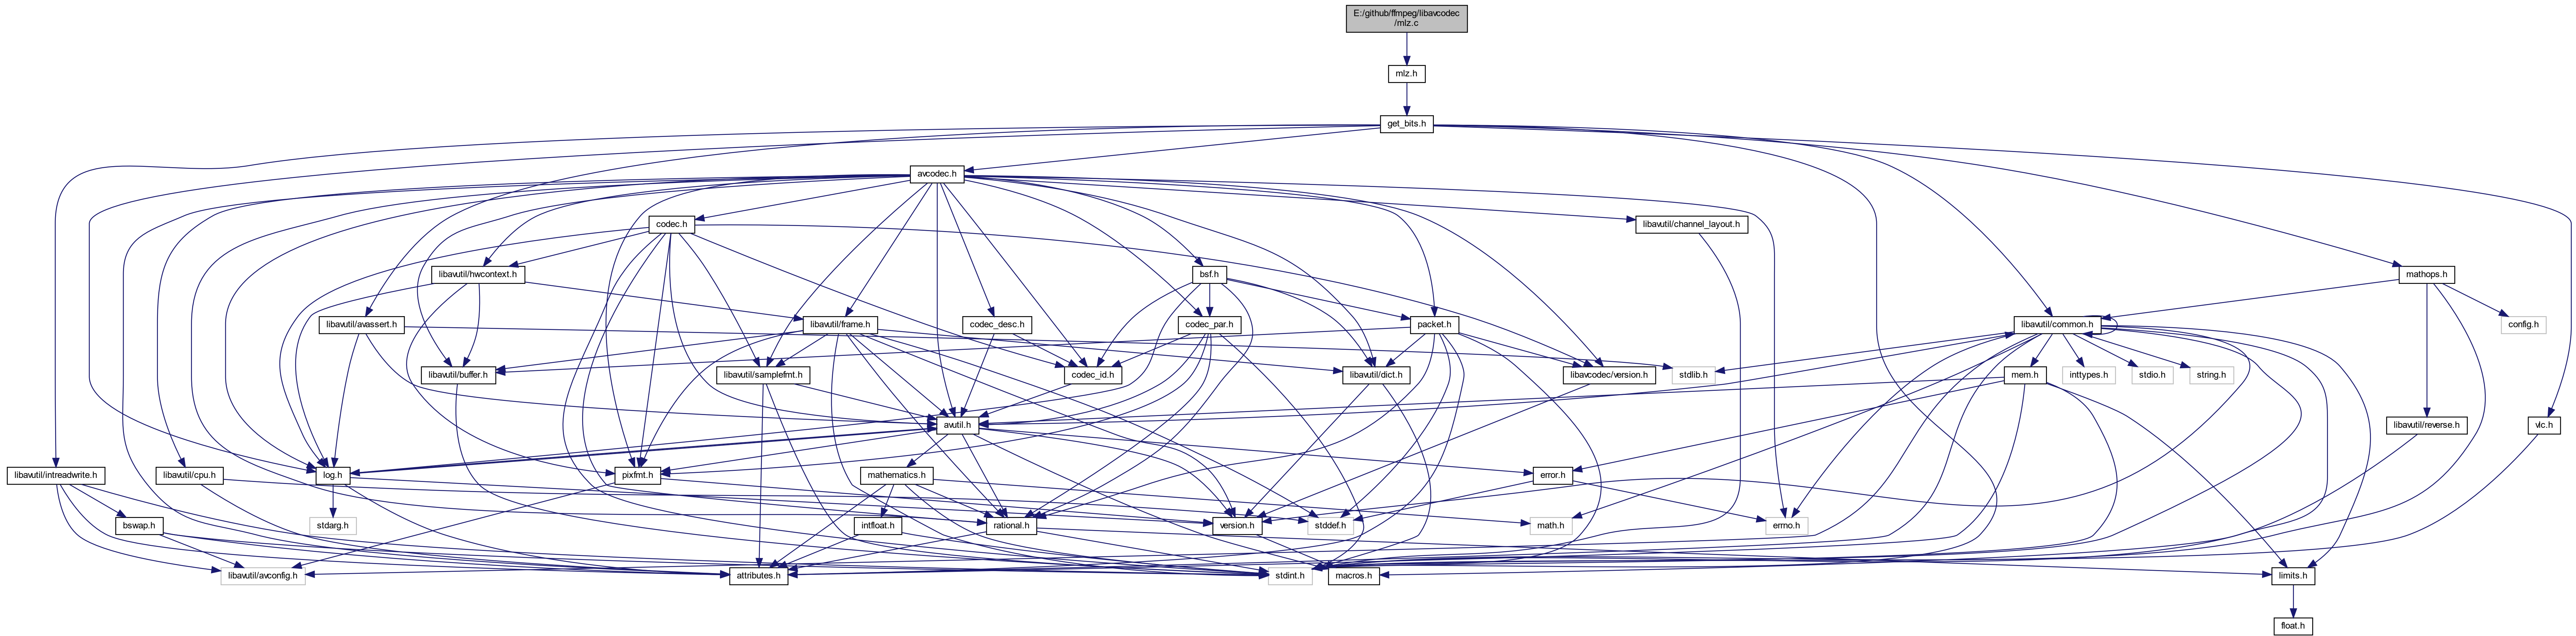 E:/github/ffmpeg/libavcodec
/mlz.c
mlz.h
get_bits.h
avcodec.h
codec.h
libavutil/channel_layout.h
libavutil/hwcontext.h
bsf.h
mathops.h
libavutil/avassert.h
libavutil/frame.h
codec_desc.h
codec_par.h
packet.h
libavutil/common.h
config.h
libavutil/buffer.h
libavutil/samplefmt.h
codec_id.h
libavutil/dict.h
libavcodec/version.h
stdlib.h
mem.h
inttypes.h
stdio.h
string.h
avutil.h
libavutil/reverse.h
vlc.h
libavutil/intreadwrite.h
libavutil/cpu.h
log.h
pixfmt.h
mathematics.h
error.h
bswap.h
stdarg.h
intfloat.h
rational.h
version.h
stddef.h
math.h
errno.h
libavutil/avconfig.h
attributes.h
stdint.h
macros.h
limits.h
float.h